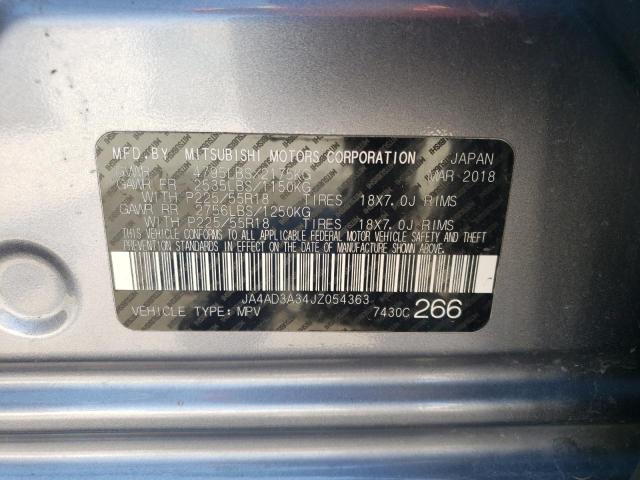 MFD.BY MITSUBISHI MOTORS CORPORATION JAPAN
GVWR 4795LBS/2175KG MAR 2018
GAWR FR 2535LBS/1150KG
WITH P225/55R18 TIRES 18X7.0J RIMS
GAWR RR 2756LBS/1250KG
WITH P225/55R18 TIRES 18X7.0J RIMS
THIS VEHICLE CONFORMS TO ALL APPLICABLE FEDERAL MOTOR VEHICLE SAFETY AND THEFT
PREVENTION STANDARDS IN EFFECT ON THE DATE OF MANUFACTURE SHOWN ABOVE.
JA4AD3A34JZ054363
VEHICLE TYPE: MPV 7430C 266